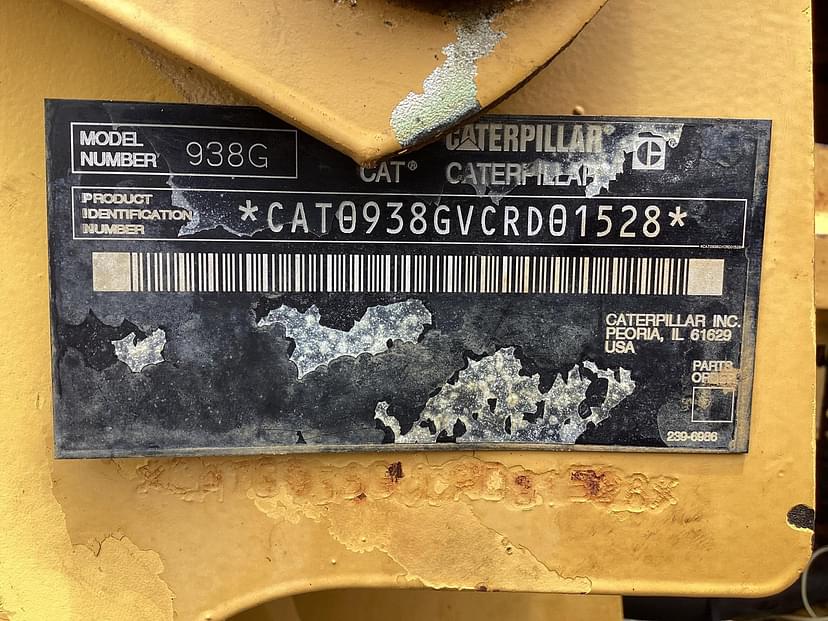 MODEL
NUMBER 938G
CATERPILLAR®
CAT® CATERPILLAR
PRODUCT
IDENTIFICATION
NUMBER
*CAT0938GVCRD01528*
*CAT0938GVCRD01528*
CATERPILLAR INC.
PEORIA, IL 61629
USA
PARTS
239-6986